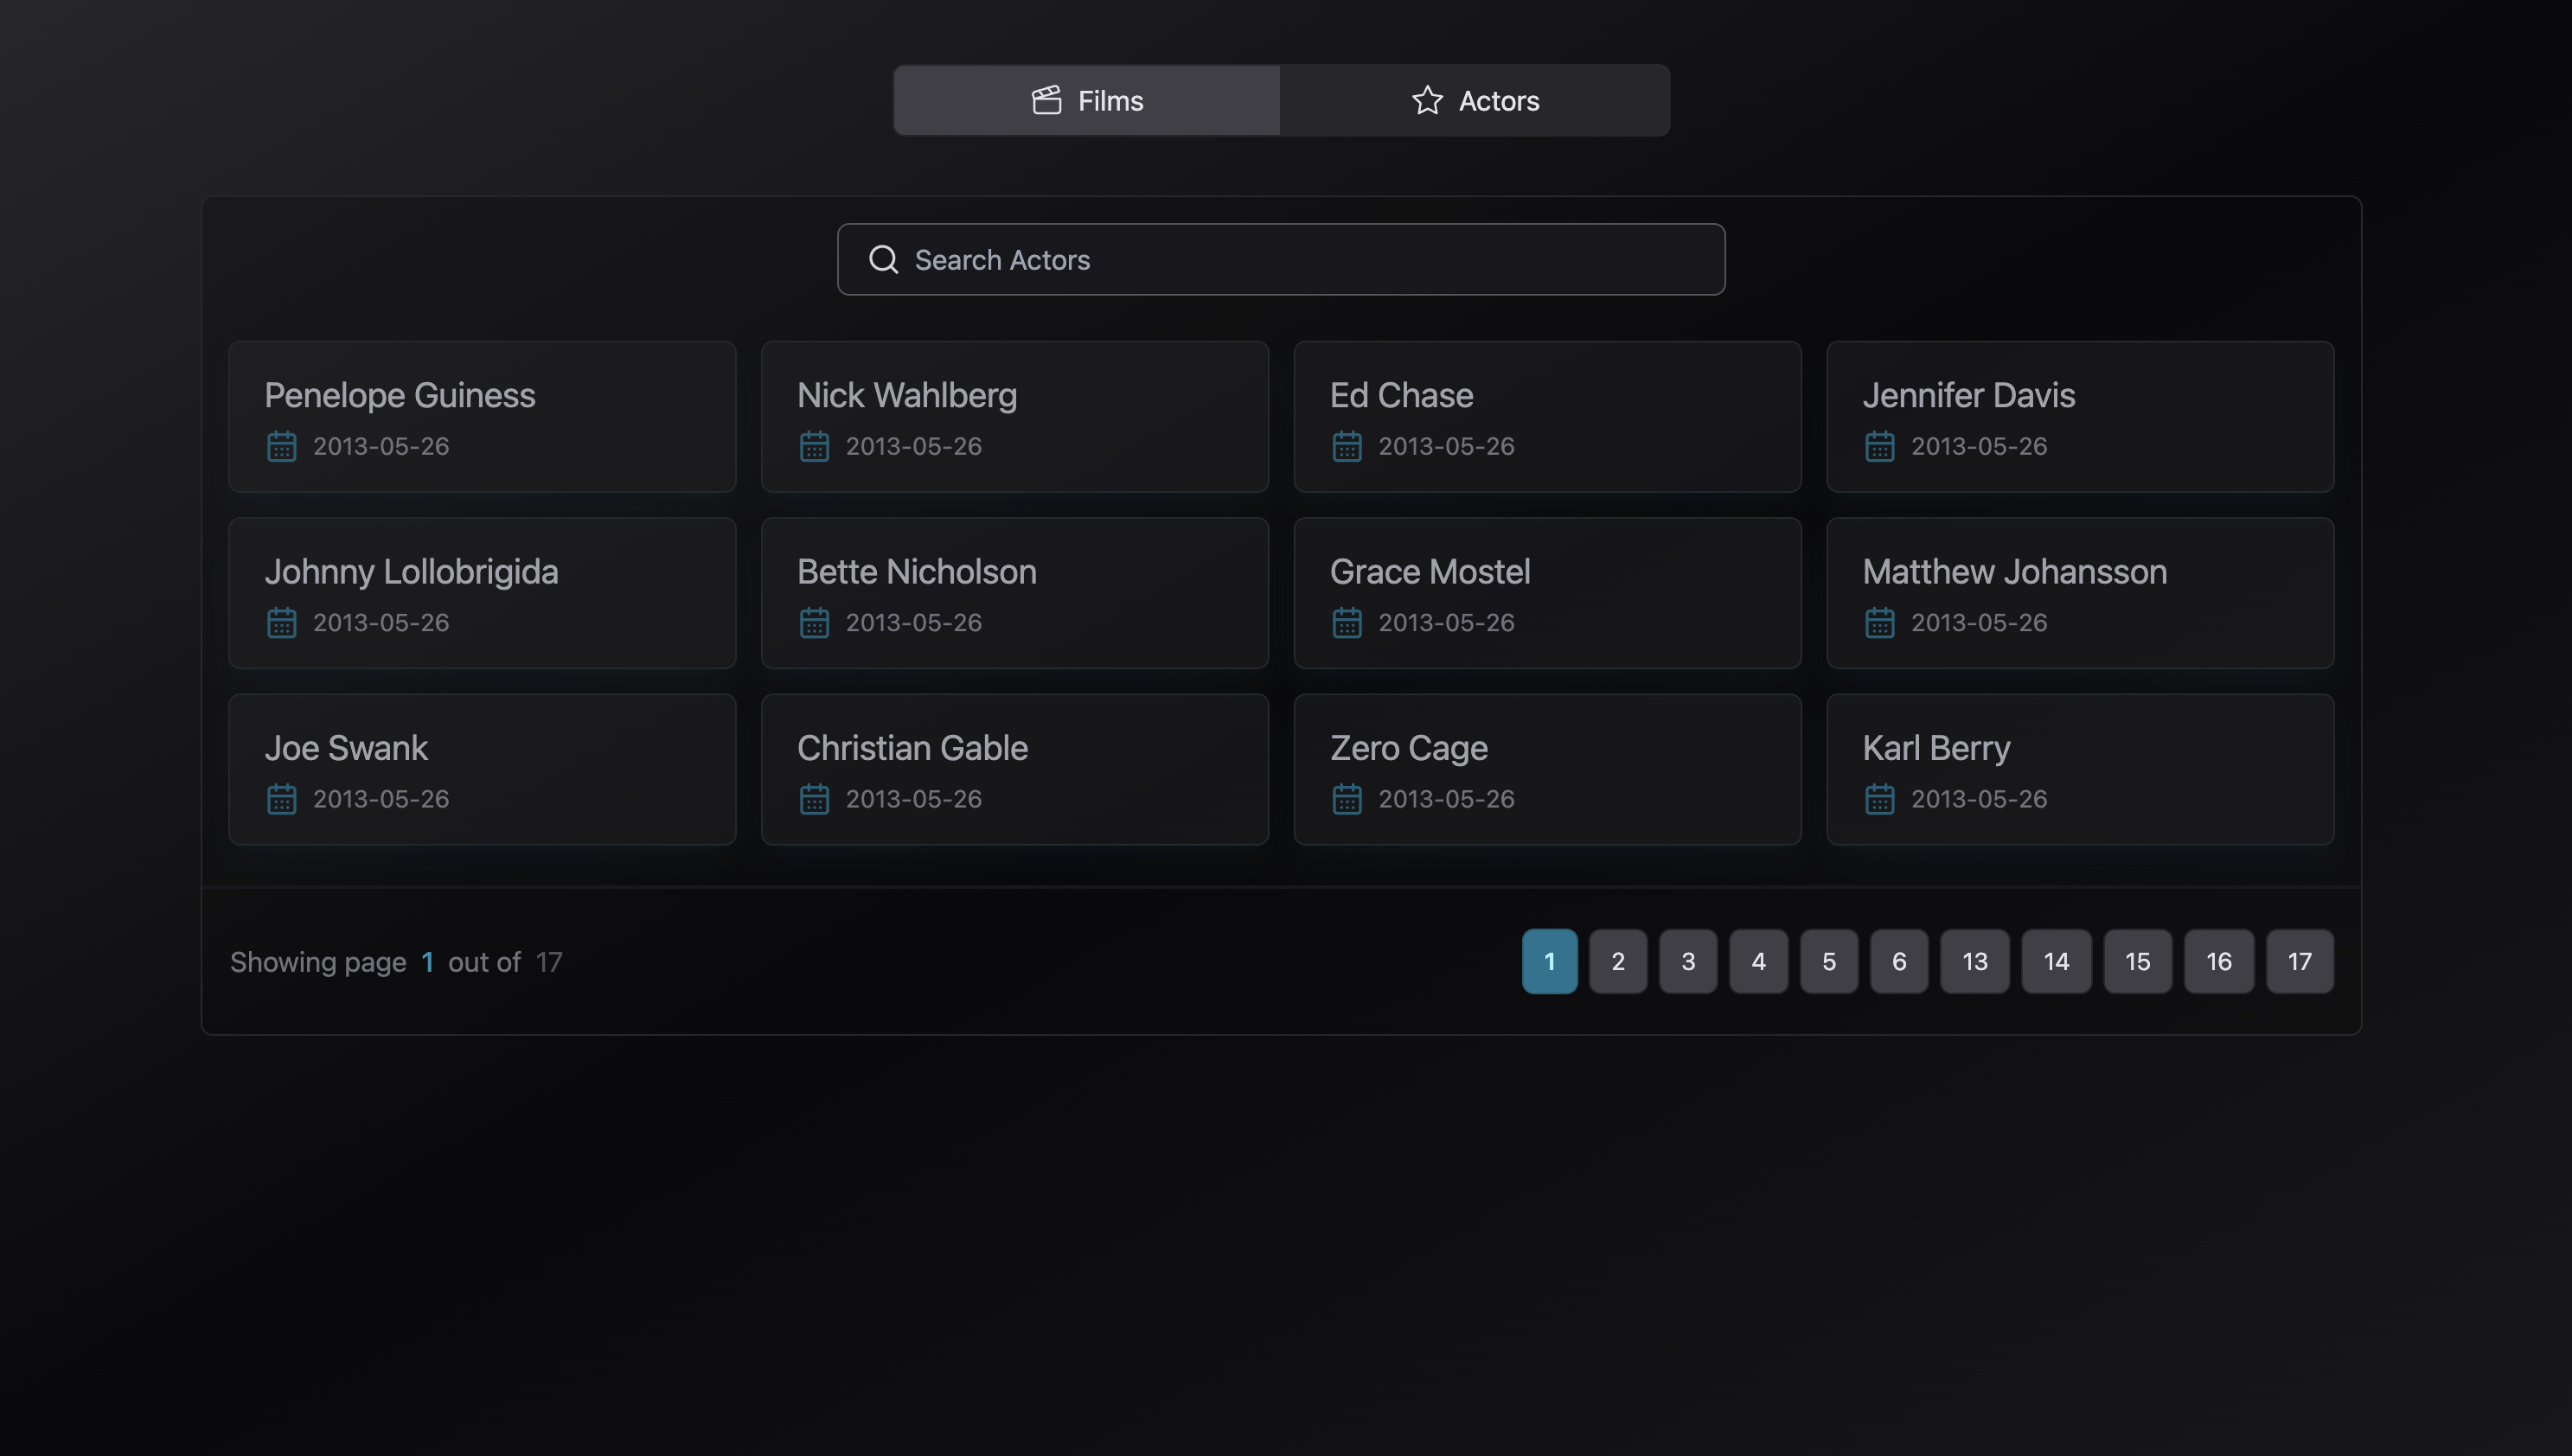 Films Actors
Search Actors
Penelope Guiness Nick Wahlberg Ed Chase Jennifer Davis
2013-05-26 2013-05-26 2013-05-26 2013-05-26
Johnny Lollobrigida Bette Nicholson Grace Mostel Matthew Johansson
2013-05-26 2013-05-26 2013-05-26 2013-05-26
Joe Swank Christian Gable Zero Cage Karl Berry
2013-05-26 2013-05-26 2013-05-26 2013-05-26
Showing page 1 out of 17 1 2 3 4 5 6 13 14 15 16 17